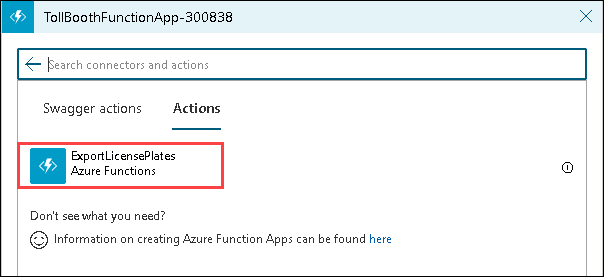 TollBoothFunctionApp-300838
Search connectors and actions
Swagger actions
Actions
ExportLicensePlates
Azure Functions
Don't see what you need?
Information on creating Azure Function Apps can be found here